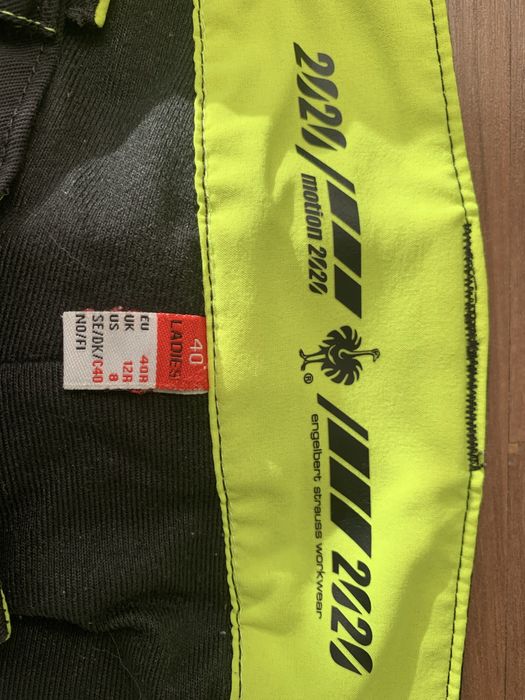 2020
motion 2020
®
engelbert strauss workwear
2020
40
LADIES
EU 40R
UK 12R
US 8
SE/DK/C40
NO/FI